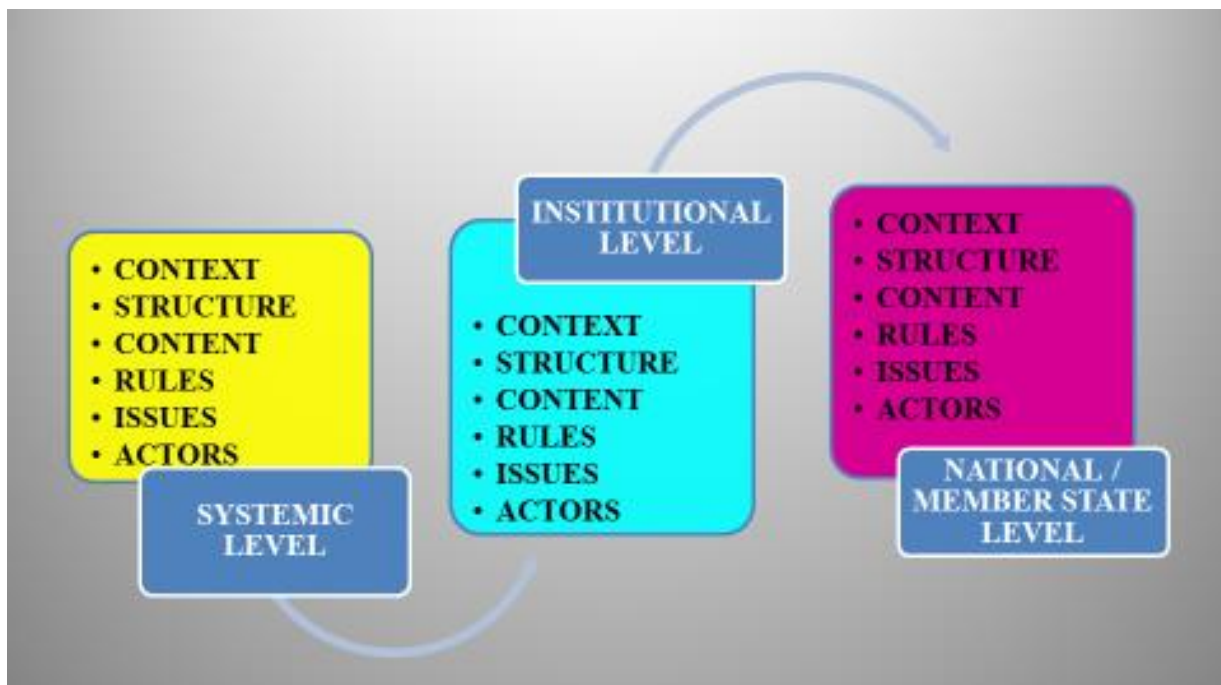 • CONTEXT
• STRUCTURE
• CONTENT
• RULES
• ISSUES
• ACTORS
SYSTEMIC
LEVEL
INSTITUTIONAL
LEVEL
• CONTEXT
• STRUCTURE
• CONTENT
• RULES
• ISSUES
• ACTORS
• CONTEXT
• STRUCTURE
• CONTENT
• RULES
• ISSUES
• ACTORS
NATIONAL /
MEMBER STATE
LEVEL